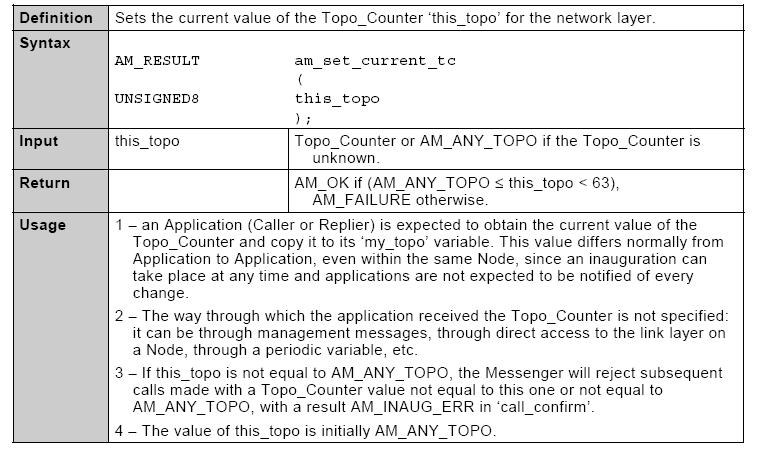 Definition Sets the current value of the Topo_Counter ‘this_topo’ for the network layer.
Syntax
AM_RESULT am_set_current_tc
(
UNSIGNED8 this_topo
);
Input this_topo Topo_Counter or AM_ANY_TOPO if the Topo_Counter is
unknown.
Return AM_OK if (AM_ANY_TOPO ≤ this_topo < 63),
AM_FAILURE otherwise.
Usage 1 – an Application (Caller or Replier) is expected to obtain the current value of the
Topo_Counter and copy it to its ‘my_topo’ variable. This value differs normally from
Application to Application, even within the same Node, since an inauguration can
take place at any time and applications are not expected to be notified of every
change.
2 – The way through which the application received the Topo_Counter is not specified:
it can be through management messages, through direct access to the link layer on
a Node, through a periodic variable, etc.
3 – If this_topo is not equal to AM_ANY_TOPO, the Messenger will reject subsequent
calls made with a Topo_Counter value not equal to this one or not equal to
AM_ANY_TOPO, with a result AM_INAUG_ERR in ‘call_confirm’.
4 – The value of this_topo is initially AM_ANY_TOPO.